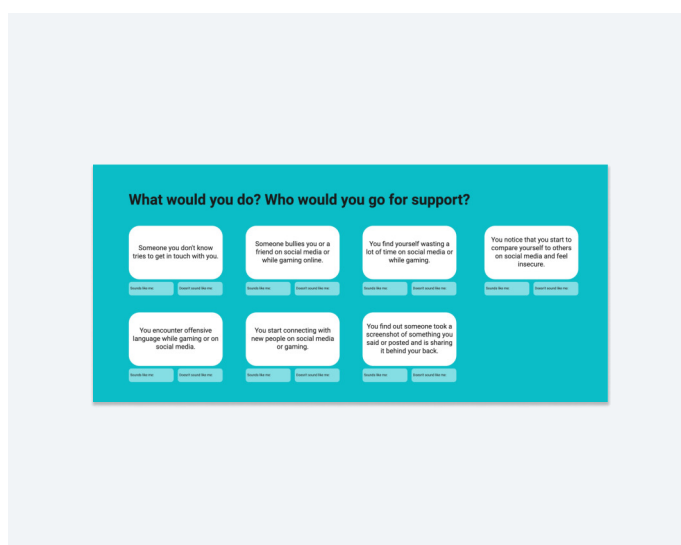 What would you do? Who would you go for support?
Someone you don't know
tries to get in touch with you.
Sounds like me:
Doesn't sound like me:
Someone bullies you or a
friend on social media or
while gaming online.
Sounds like me:
Doesn't sound like me:
You find yourself wasting a
lot of time on social media or
while gaming.
Sounds like me:
Doesn't sound like me:
You notice that you start to
compare yourself to others
on social media and feel
insecure.
Sounds like me:
Doesn't sound like me:
You encounter offensive
language while gaming or on
social media.
Sounds like me:
Doesn't sound like me:
You start connecting with
new people on social media
or gaming.
Sounds like me:
Doesn't sound like me:
You find out someone took a
screenshot of something you
said or posted and is sharing
it behind your back.
Sounds like me:
Doesn't sound like me: